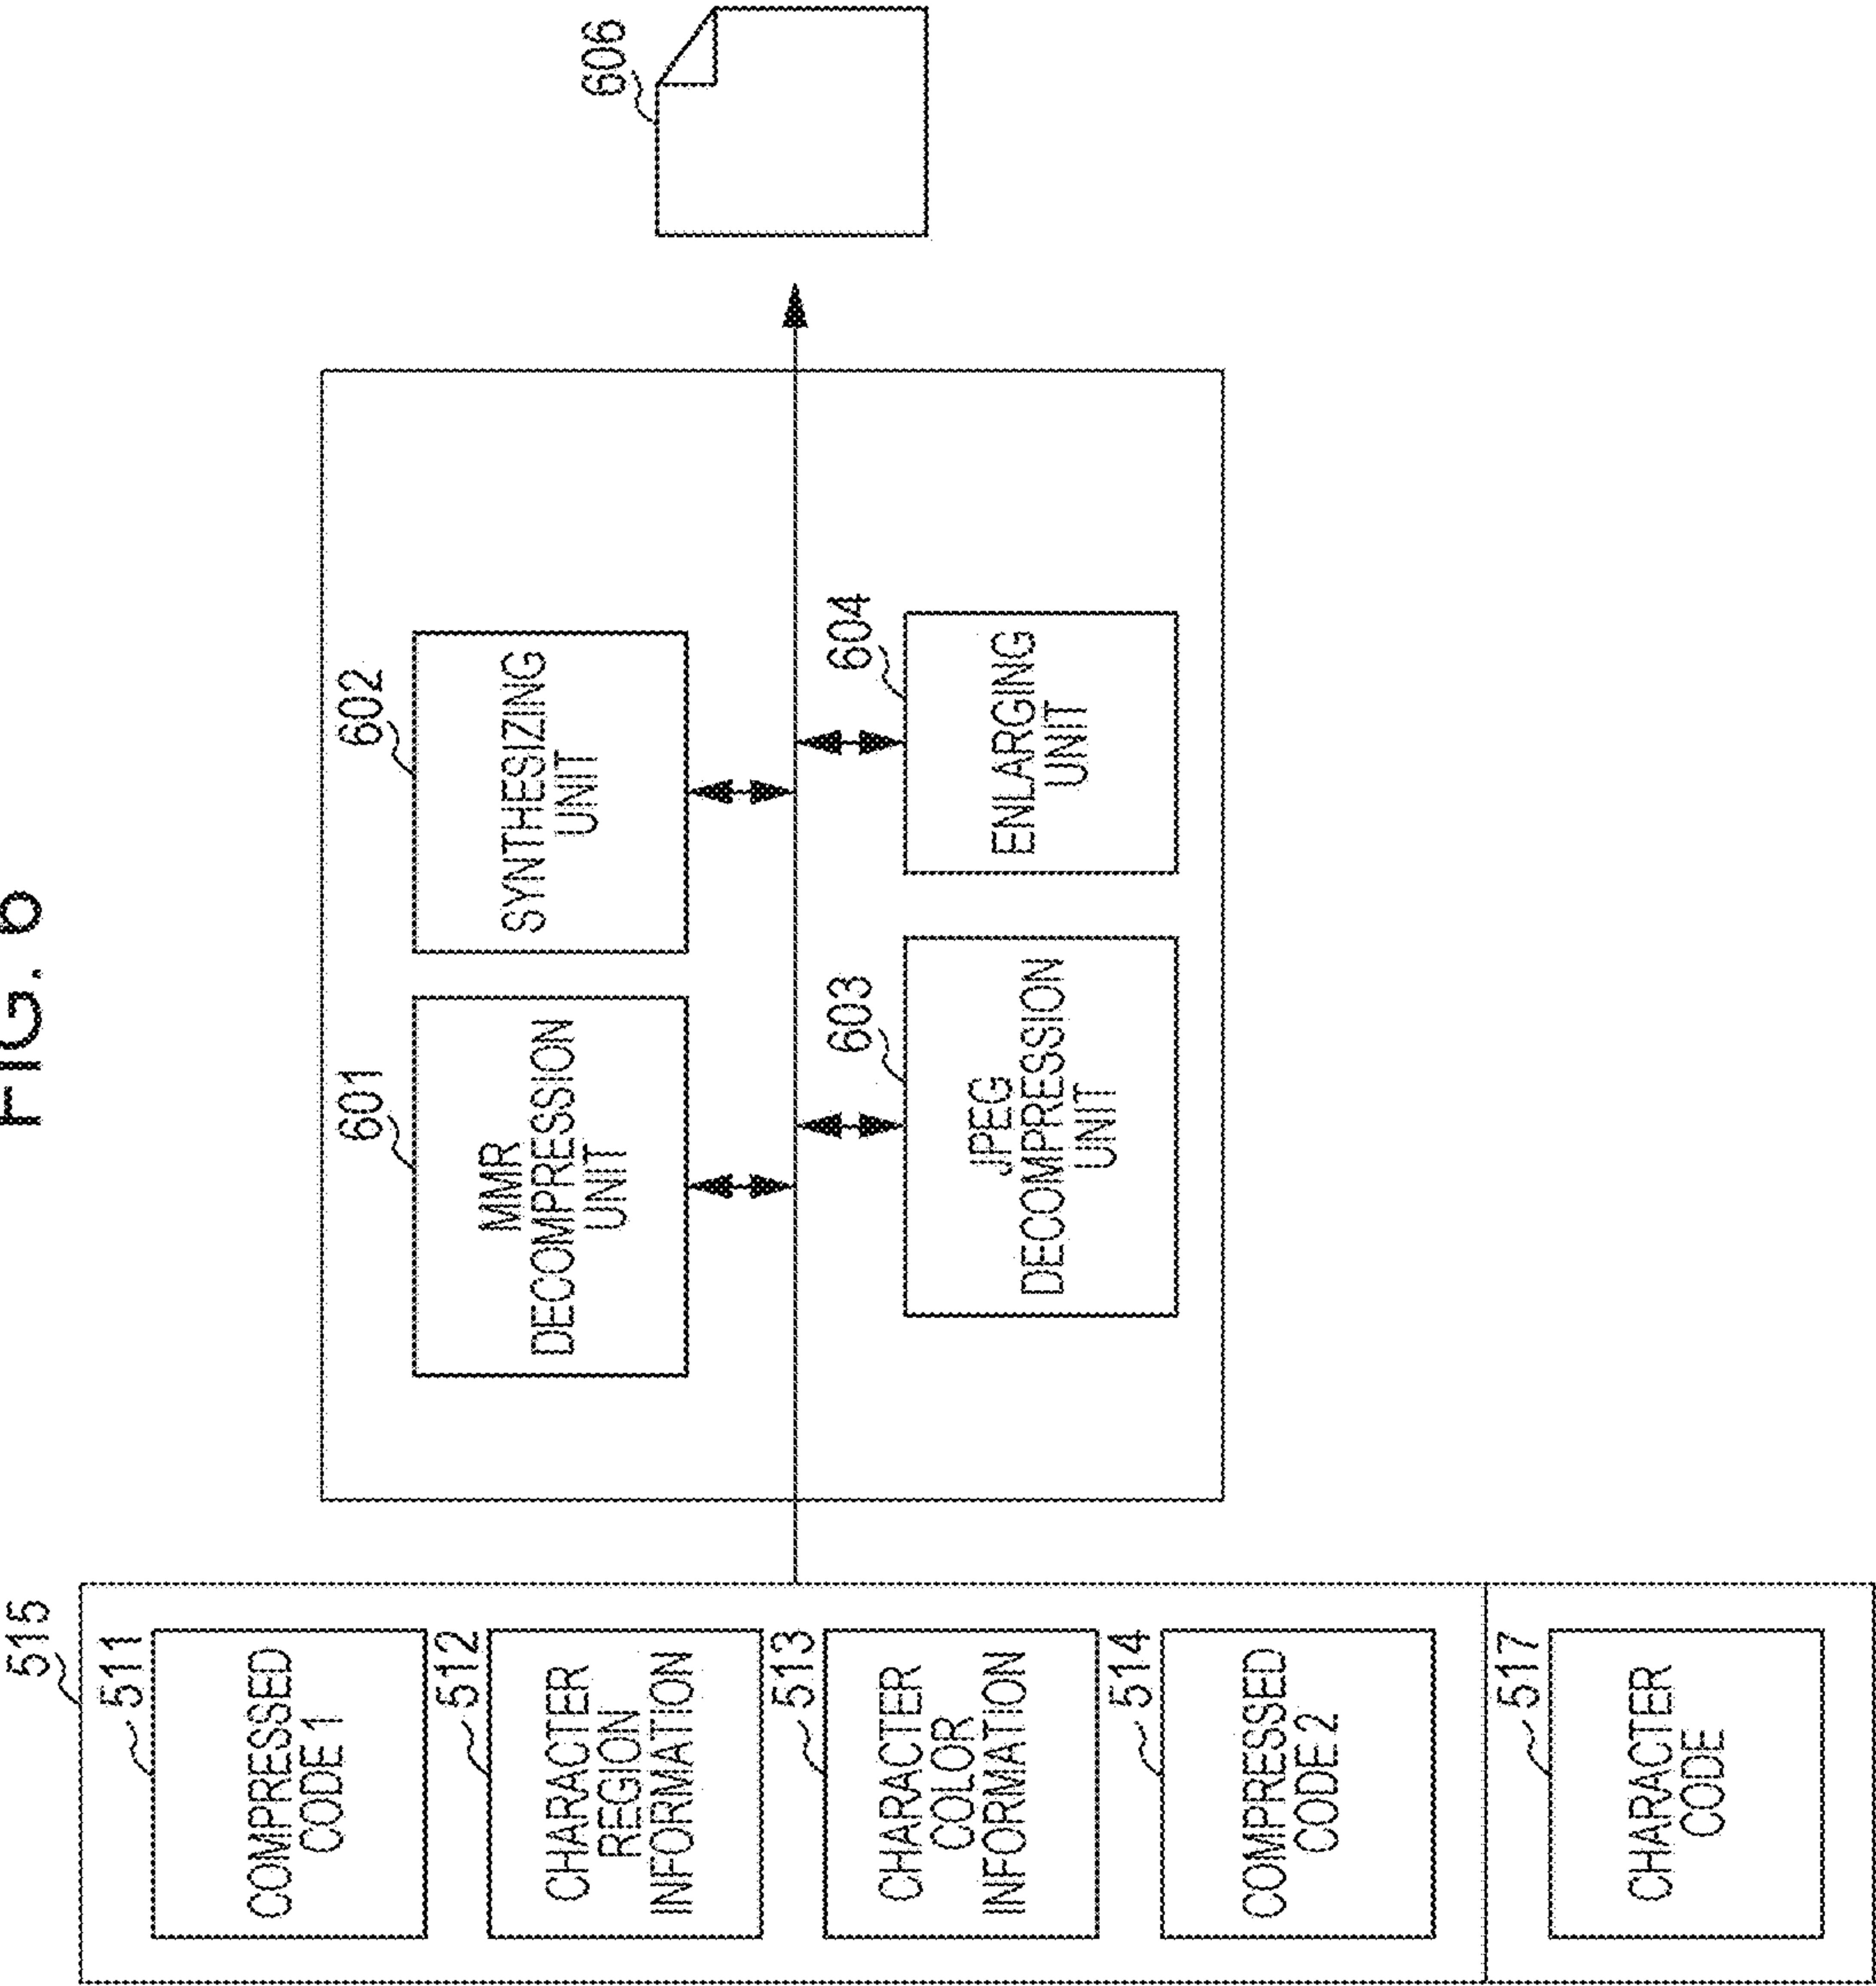 FIG. 6
515
511
COMPRESSED
CODE 1
512
CHARACTER
REGION
INFORMATION
513
CHARACTER
COLOR
INFORMATION
514
COMPRESSED
CODE 2
517
CHARACTER
CODE
601
MMR
DECOMPRESSION
UNIT
602
SYNTHESIZING
UNIT
603
JPEG
DECOMPRESSION
UNIT
604
ENLARGING
UNIT
606